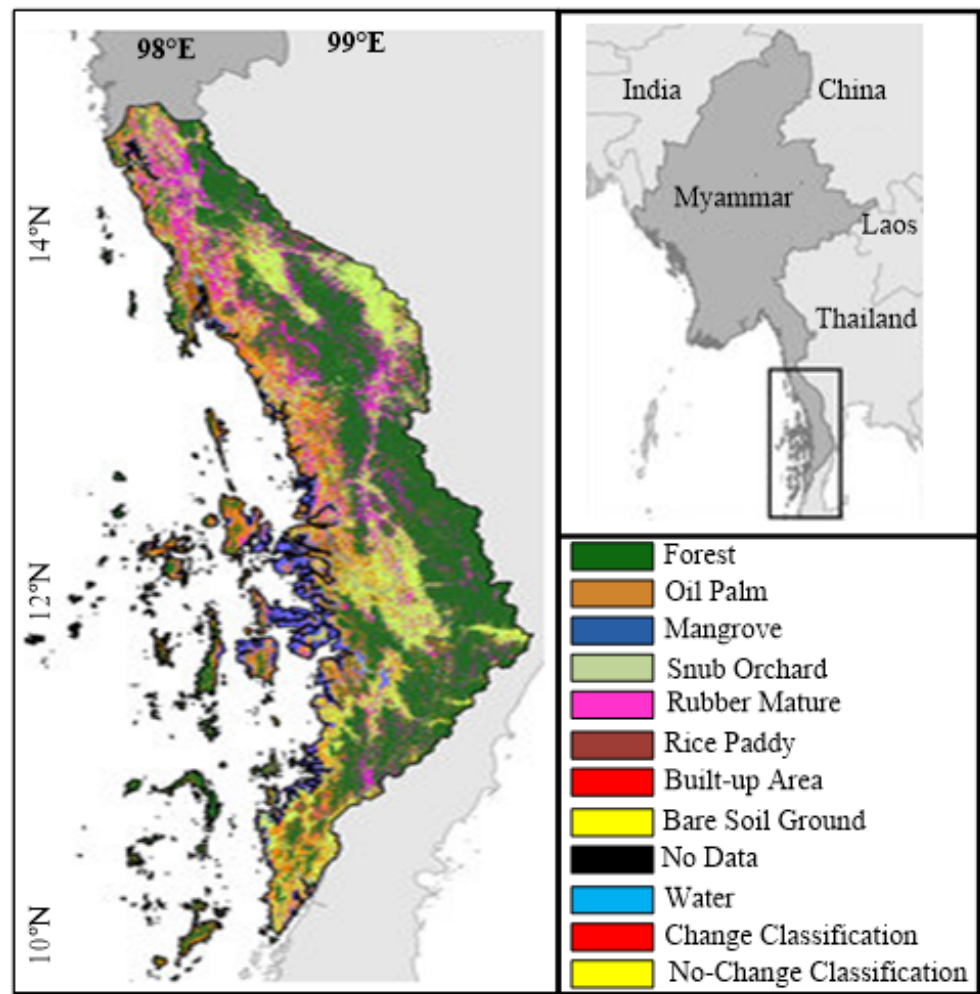 98°E
99°E
14°N
12°N
10°N
India
China
Myammar
Laos
Thailand
Forest
Oil Palm
Mangrove
Snub Orchard
Rubber Mature
Rice Paddy
Built-up Area
Bare Soil Ground
No Data
Water
Change Classification
No-Change Classification